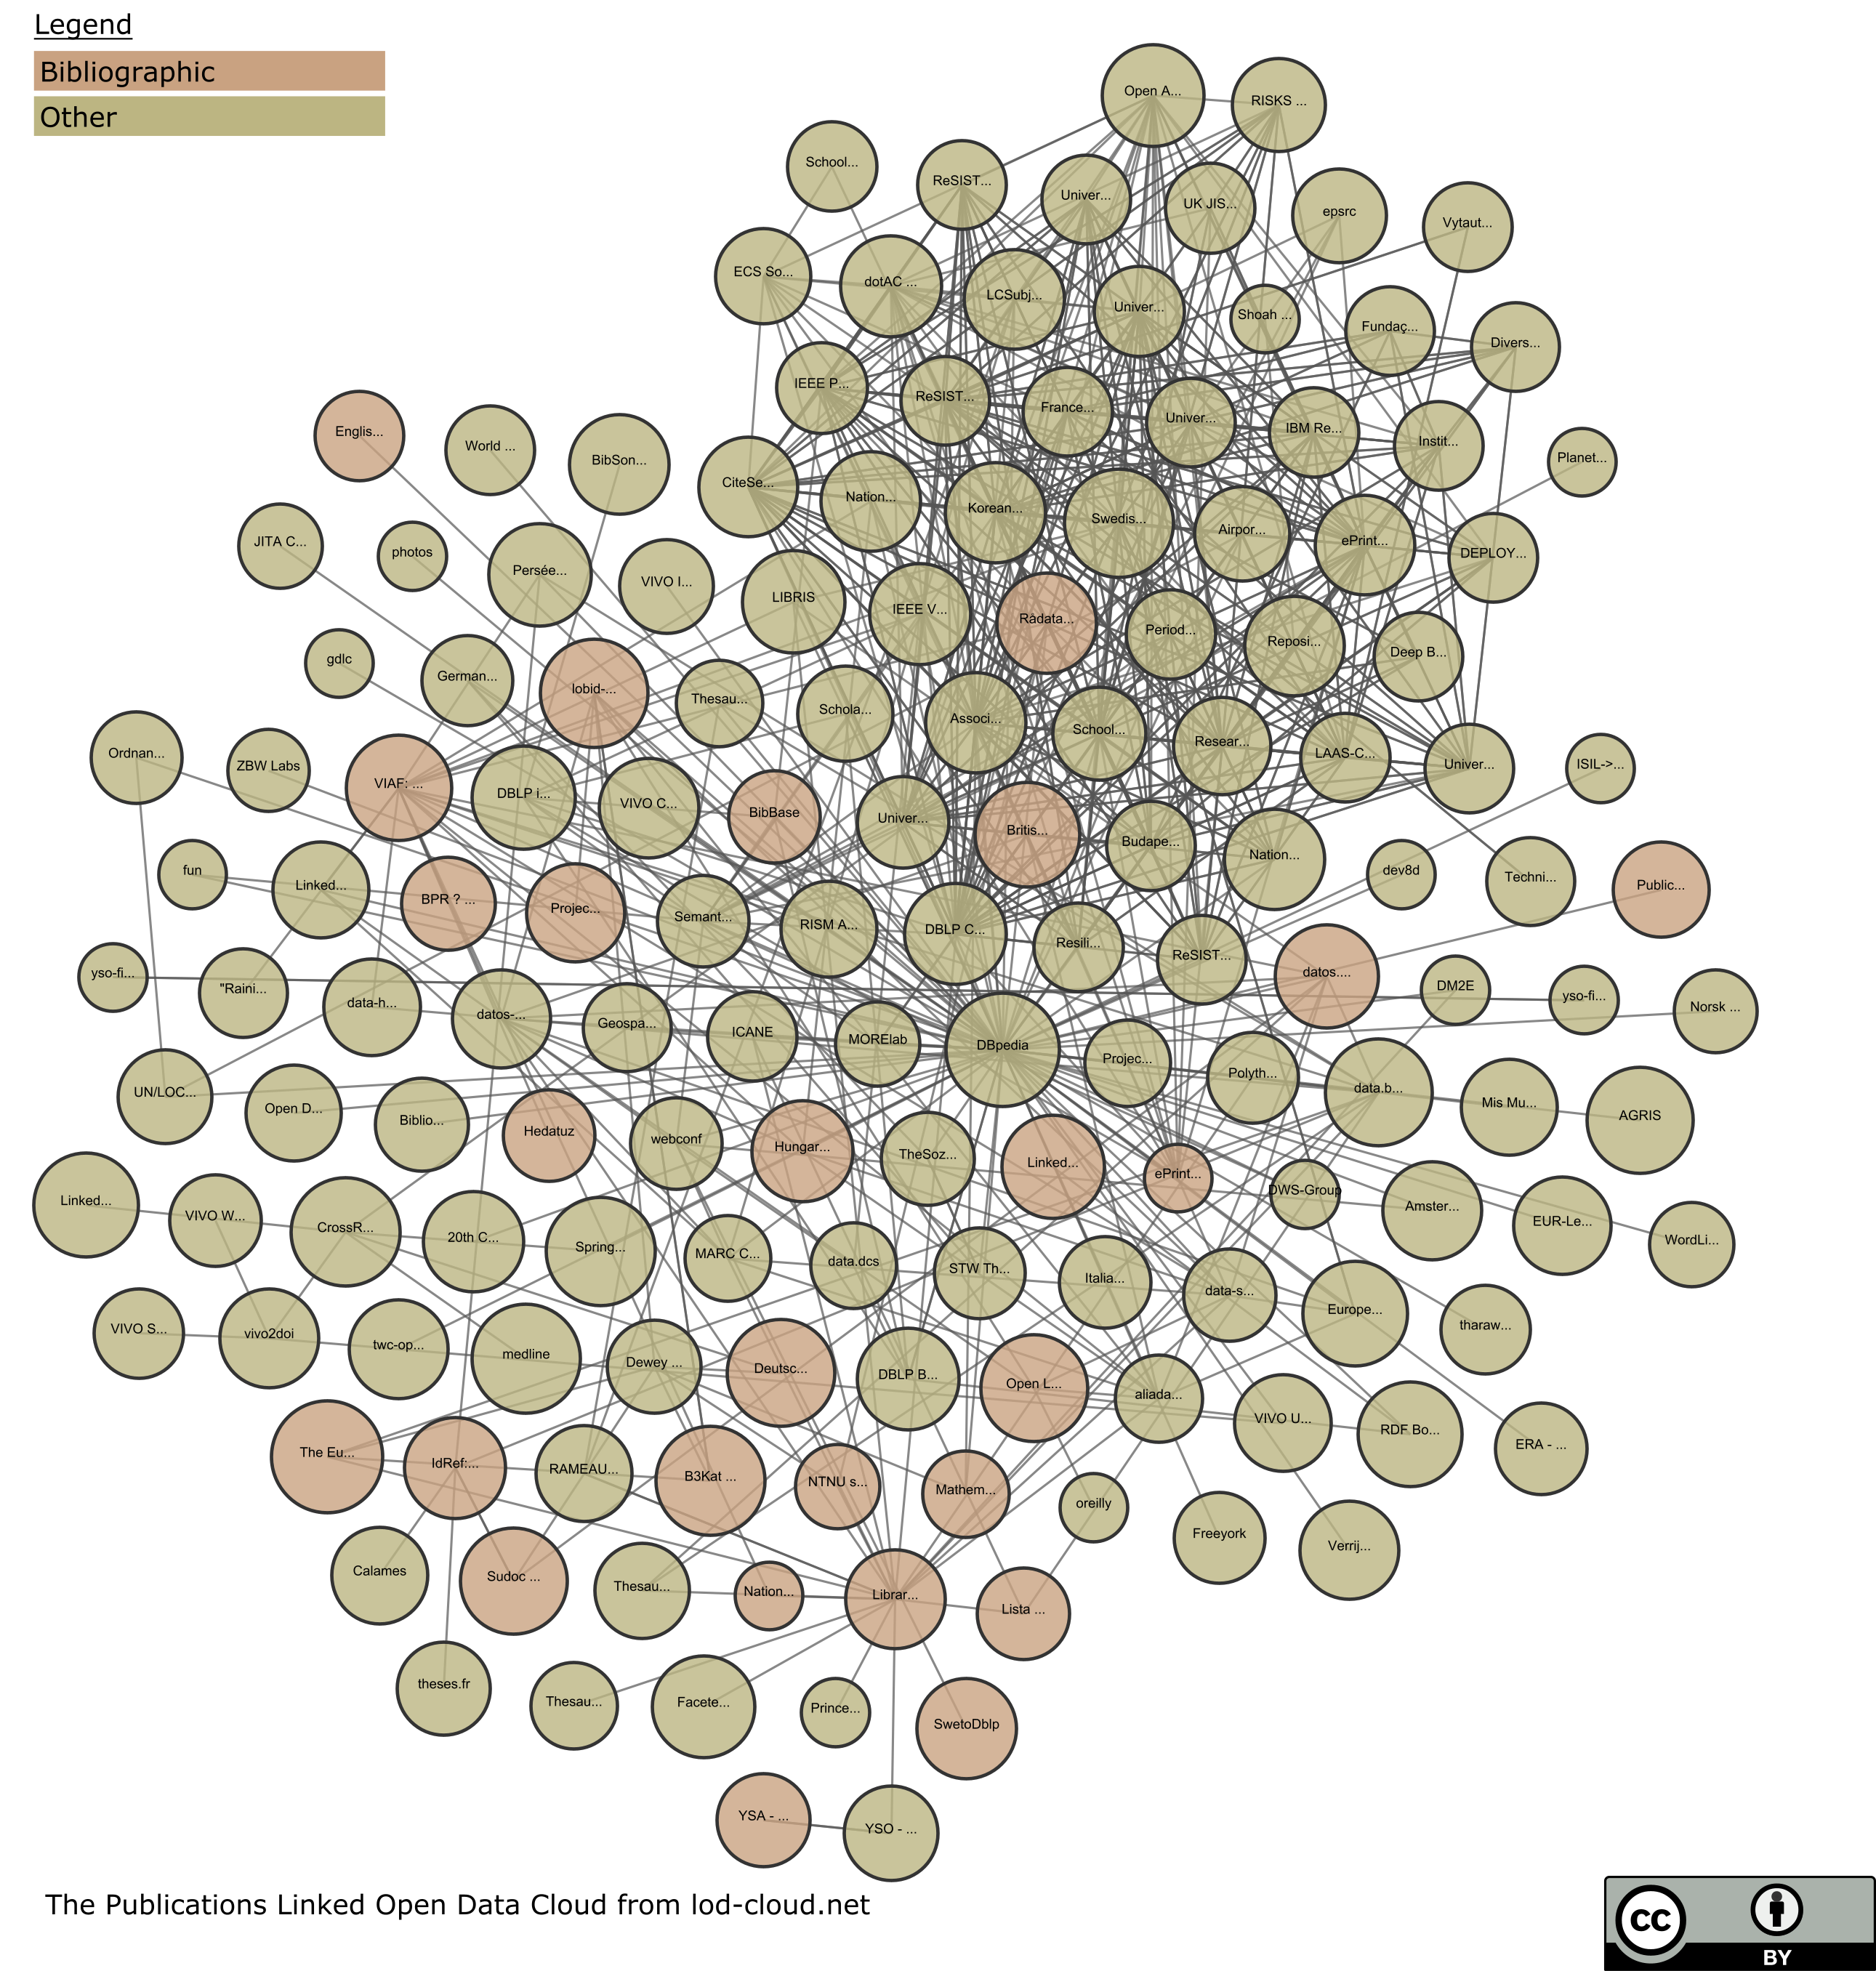 Legend
Bibliographic
Other
Open A...
RISKS ...
School...
ReSIST...
Univer...
UK JIS...
epsrc
Vytaut...
ECS So...
dotAC ...
LCSubj...
Univer...
Shoah ...
Fundaç...
Divers...
IEEE P...
ReSIST...
France...
Univer...
IBM Re...
Instit...
Englis...
World ...
BibSon...
Planet...
CiteSe...
Nation...
Korean...
Swedis...
Airpor...
ePrint...
DEPLOY...
JITA C...
photos
Persée...
VIVO I...
LIBRIS
IEEE V...
Ràdata...
Period...
Reposi...
Deep B...
gdlc
German...
lobid-...
Thesau...
Schola...
Associ...
School...
Resear...
LAAS-C...
Univer...
ISIL->...
Ordnan...
ZBW Labs
VIAF: ...
DBLP i...
VIVO C...
BibBase
Univer...
Britis...
Budape...
Nation...
dev8d
Techni...
Public...
fun
Linked...
BPR ? ...
Projec...
Semant...
RISM A...
DBLP C...
Resili...
ReSIST...
datos....
DM2E
yso-fi...
Norsk ...
yso-fi...
"Raini...
data-h...
datos-...
Geospa...
ICANE
MORElab
DBpedia
Projec...
Polyth...
data.b...
Mis Mu...
AGRIS
UN/LOC...
Open D...
Biblio...
Hedatuz
webconf
Hungar...
TheSoz...
Linked...
ePrint...
DWS-Group
Amster...
EUR-Le...
WordLi...
Linked...
VIVO W...
CrossR...
20th C...
Spring...
MARC C...
data.dcs
STW Th...
Italia...
data-s...
Europe...
tharaw...
VIVO S...
vivo2doi
twc-op...
medline
Dewey ...
Deutsc...
DBLP B...
Open L...
aliada...
VIVO U...
RDF Bo...
ERA - ...
The Eu...
IdRef:...
RAMEAU...
B3Kat ...
NTNU s...
Mathem...
oreilly
Freeyork
Verrij...
Calames
Sudoc ...
Thesau...
Nation...
Librar...
Lista ...
theses.fr
Thesau...
Facete...
Prince...
SwetoDblp
YSA - ...
YSO - ...
The Publications Linked Open Data Cloud from lod-cloud.net
cc
BY